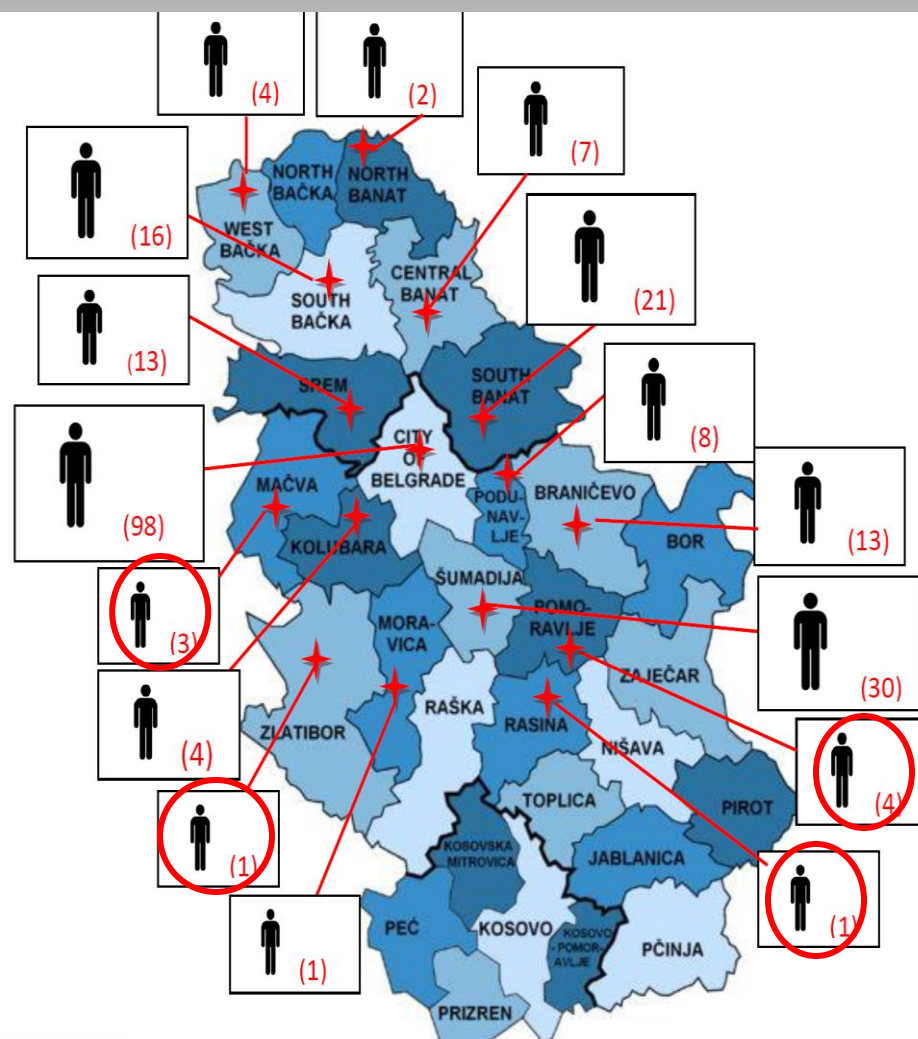 (4)
(2)
(7)
(16)
(21)
(13)
(8)
(98)
(13)
(3)
(30)
(4)
(4)
(1)
(1)
(1)
NORTH
BAČKA
NORTH
BANAT
WEST
BAČKA
CENTRAL
BANAT
SOUTH
BAČKA
SREM
SOUTH
BANAT
CITY
OF
BELGRADE
MAČVA
PODU-
NAV-
LJE
BRANIČEVO
BOR
KOLUBARA
ŠUMADIJA
MORA-
VICA
POMO-
RAVLJE
ZAJEČAR
ZLATIBOR
RAŠKA
RASINA
NIŠAVA
TOPLICA
PIROT
KOSOVSKA
MITROVICA
JABLANICA
PEĆ
KOSOVO
KOSOVO
- POMOR-
AVLJE
PČINJA
PRIZREN